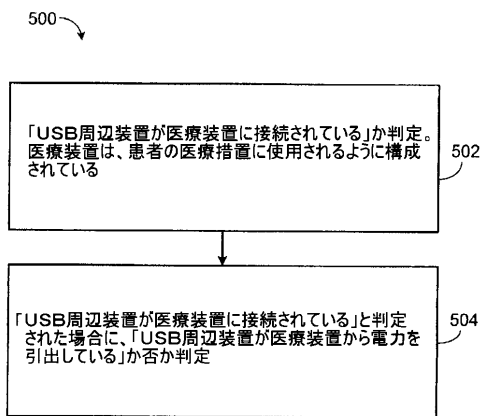 500
「USB周辺装置が医療装置に接続されている」か判定。
医療装置は、患者の医療措置に使用されるように構成
されている
502
「USB周辺装置が医療装置に接続されている」と判定
された場合に、「USB周辺装置が医療装置から電力を
引出している」か否か判定
504